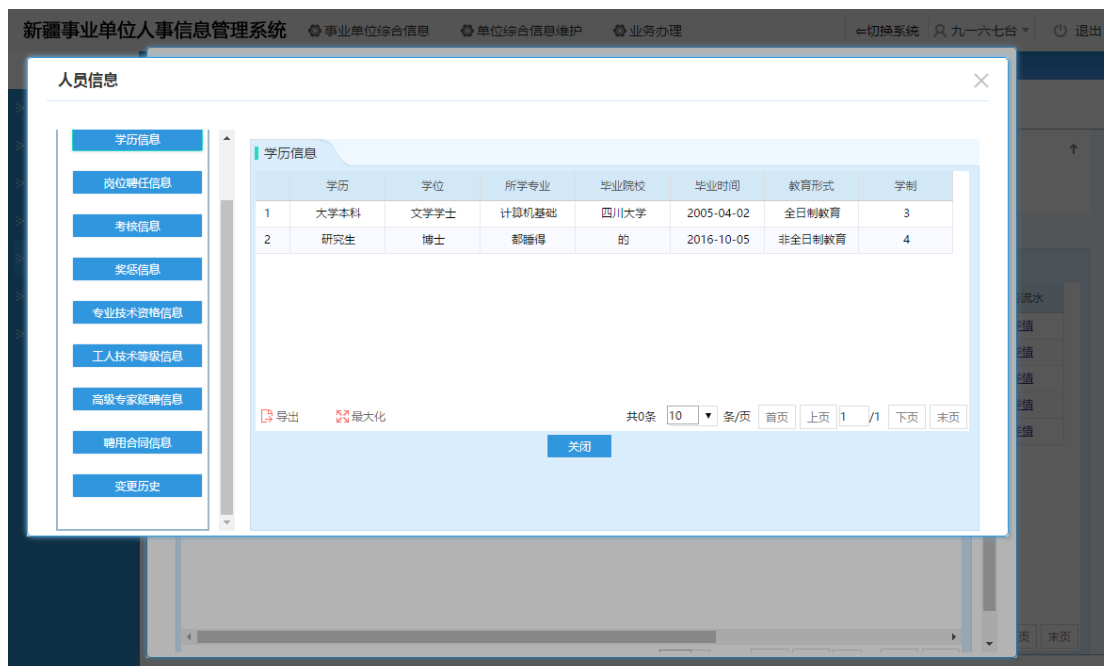 新疆事业单位人事信息管理系统 事业单位综合信息 单位综合信息维护 业务办理 ⇐切换系统 九一六七台 退出
人员信息
学历信息
岗位聘任信息
考核信息
奖惩信息
专业技术资格信息
工人技术等级信息
高级专家延聘信息
聘用合同信息
变更历史
学历信息
学历 学位 所学专业 毕业院校 毕业时间 教育形式 学制
1 大学本科 文学学士 计算机基础 四川大学 2005-04-02 全日制教育 3
2 研究生 博士 都睡得 的 2016-10-05 非全日制教育 4
导出 最大化 共0条 10 条/页 首页 上页 1 /1 下页 末页
关闭
流水
页 末页